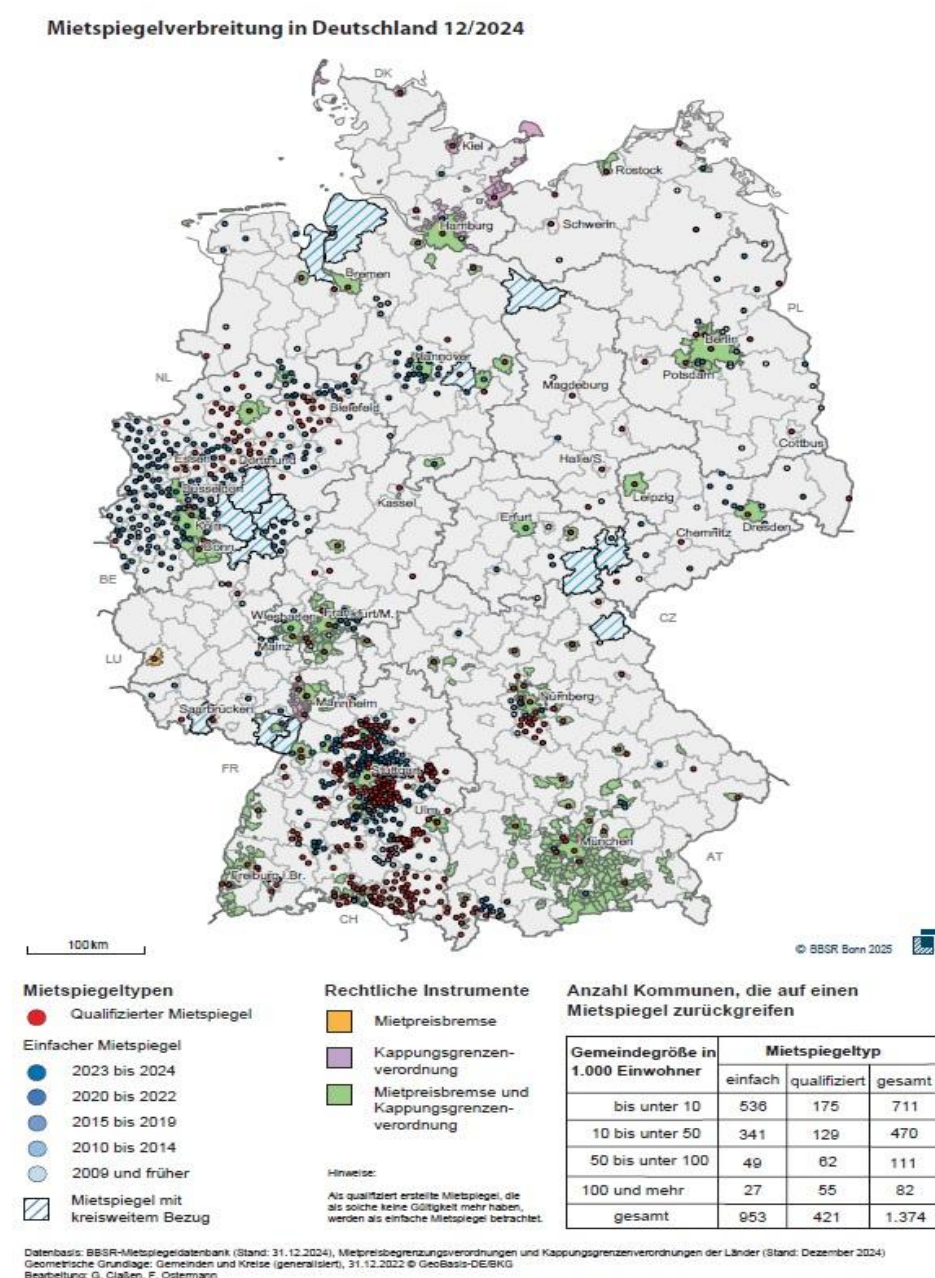 Mietspiegelverbreitung in Deutschland 12/2024
DK
Kiel
Rostock
Hamburg
Schwerin
Bremen
PL
Berlin
Hannover
Potsdam
NL
Magdeburg
Bielefeld
Cottbus
Essen
Dortmund
Halle/S.
Düsseldorf
Leipzig
Kassel
Köln
Erfurt
Dresden
Chemnitz
Bonn
BE
Wiesbaden
Frankfurt/M.
CZ
Mainz
LU
Nürnberg
Mannheim
Saarbrücken
FR
Stuttgart
Ulm
München
AT
Freiburg i.Br.
CH
100 km
© BBSR Bonn 2025
Mietspiegeltypen
Qualifizierter Mietspiegel
Einfacher Mietspiegel
2023 bis 2024
2020 bis 2022
2015 bis 2019
2010 bis 2014
2009 und früher
Mietspiegel mit
kreisweitem Bezug
Rechtliche Instrumente
Mietpreisbremse
Kappungsgrenzen-
verordnung
Mietpreisbremse und
Kappungsgrenzen-
verordnung
Hinweise:
Als qualifiziert erstellte Mietspiegel, die
als solche keine Gültigkeit mehr haben,
werden als einfache Mietspiegel betrachtet.
Anzahl Kommunen, die auf einen
Mietspiegel zurückgreifen
Gemeindegröße in
1.000 Einwohner
Mietspiegeltyp
einfach qualifiziert gesamt
bis unter 10 536 175 711
10 bis unter 50 341 129 470
50 bis unter 100 49 62 111
100 und mehr 27 55 82
gesamt 953 421 1.374
Datenbasis: BBSR-Mietspiegeldatenbank (Stand: 31.12.2024), Mietpreisbegrenzungsverordnungen und Kappungsgrenzenverordnungen der Länder (Stand: Dezember 2024)
Geometrische Grundlage: Gemeinden und Kreise (generalisiert), 31.12.2022 © GeoBasis-DE/BKG
Bearbeitung: G. Claßen, F. Ostermann